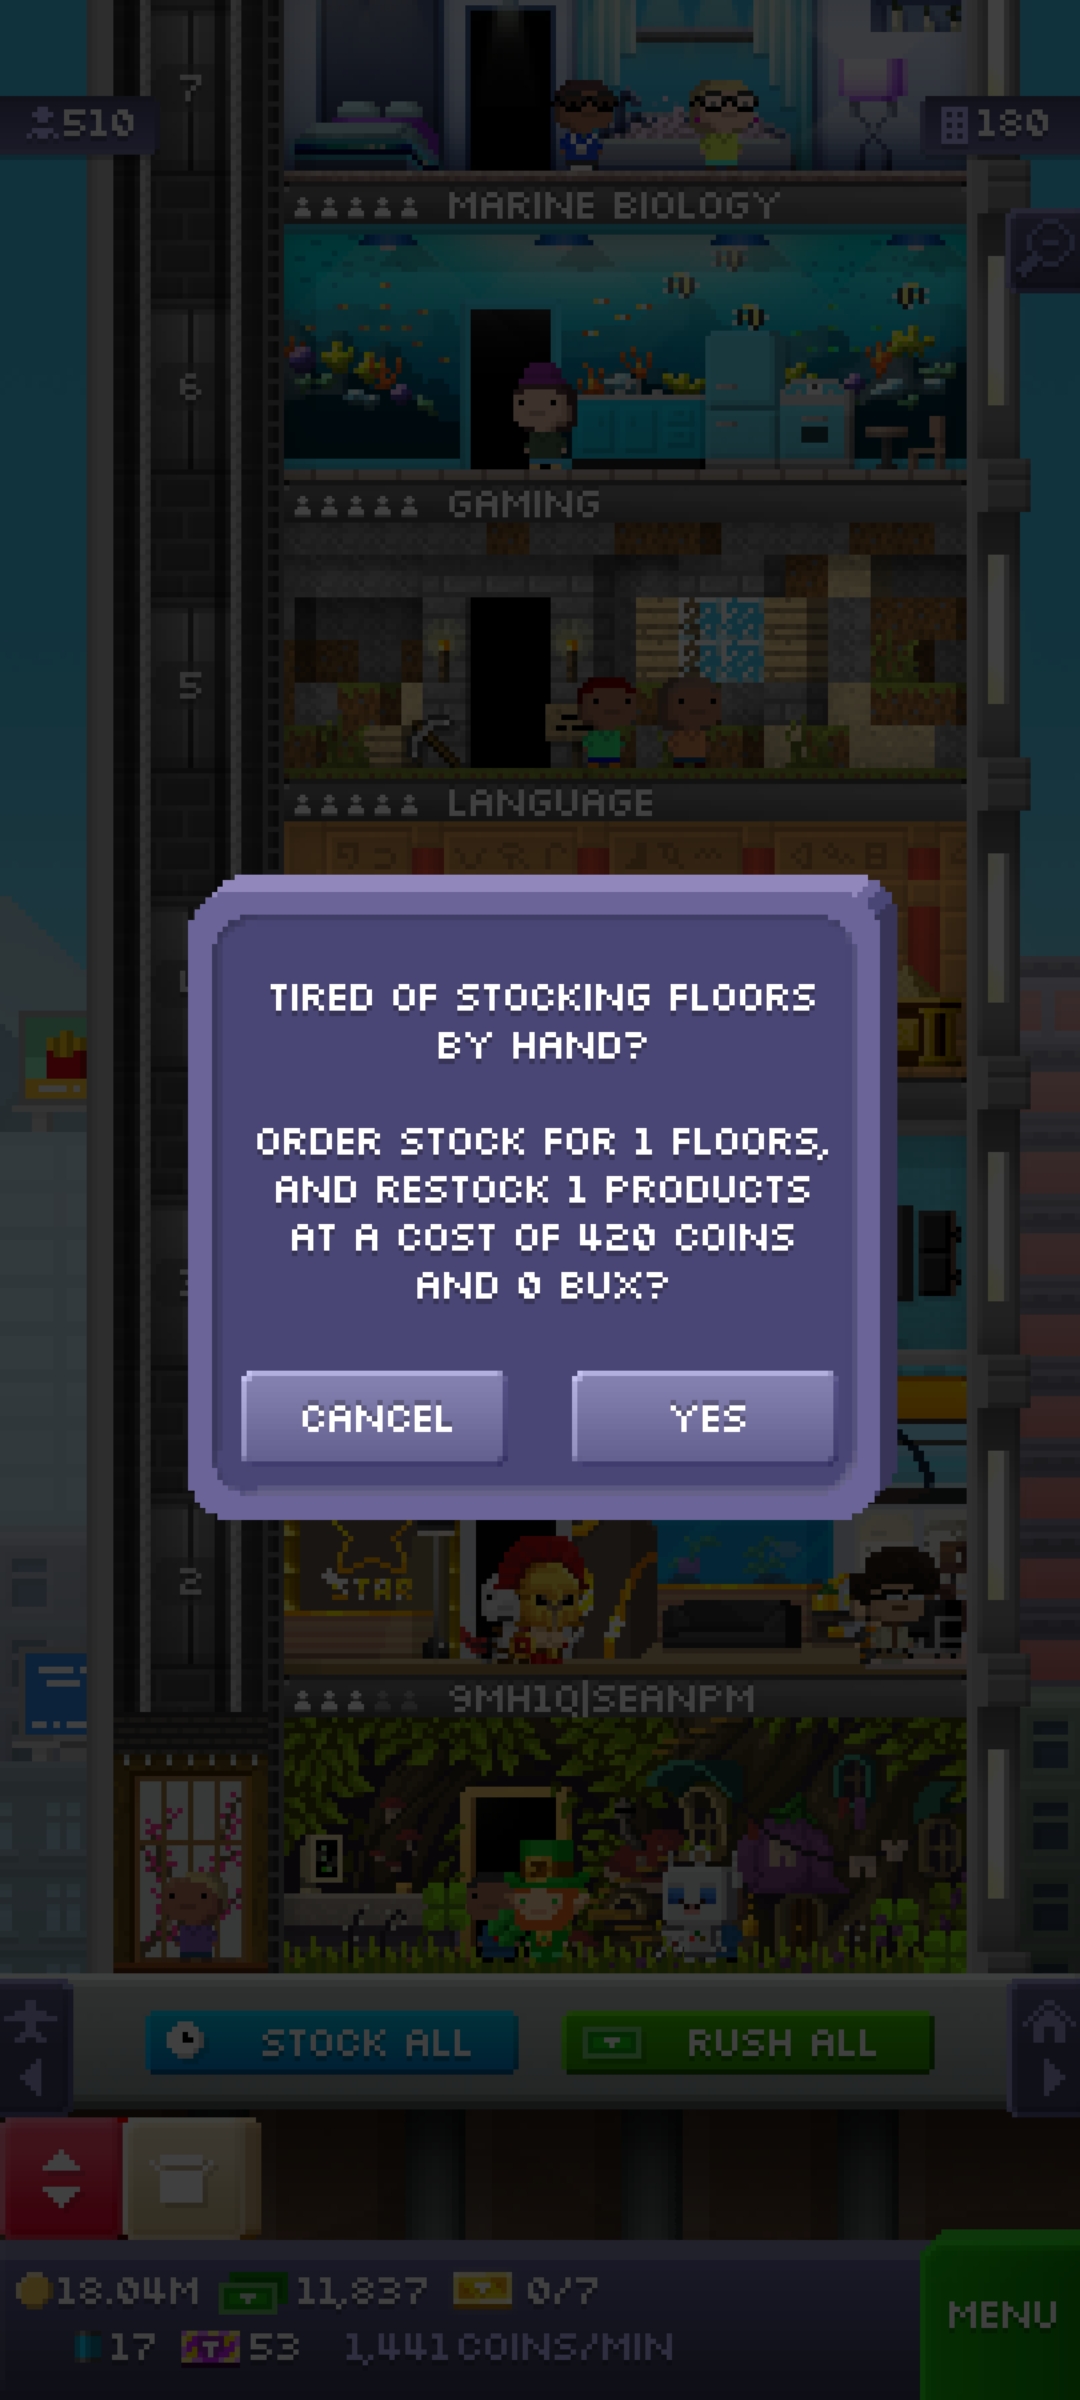 7
510
180
MARINE BIOLOGY
6
GAMING
5
LANGUAGE
TIRED OF STOCKING FLOORS
BY HAND?
ORDER STOCK FOR 1 FLOORS,
AND RESTOCK 1 PRODUCTS
AT A COST OF 420 COINS
AND 0 BUX?
CANCEL
YES
2
STAR
9MH1Q|SEANPM
STOCK ALL
RUSH ALL
18.04M
11,837
0/7
MENU
17
53
1,441 COINS/MIN